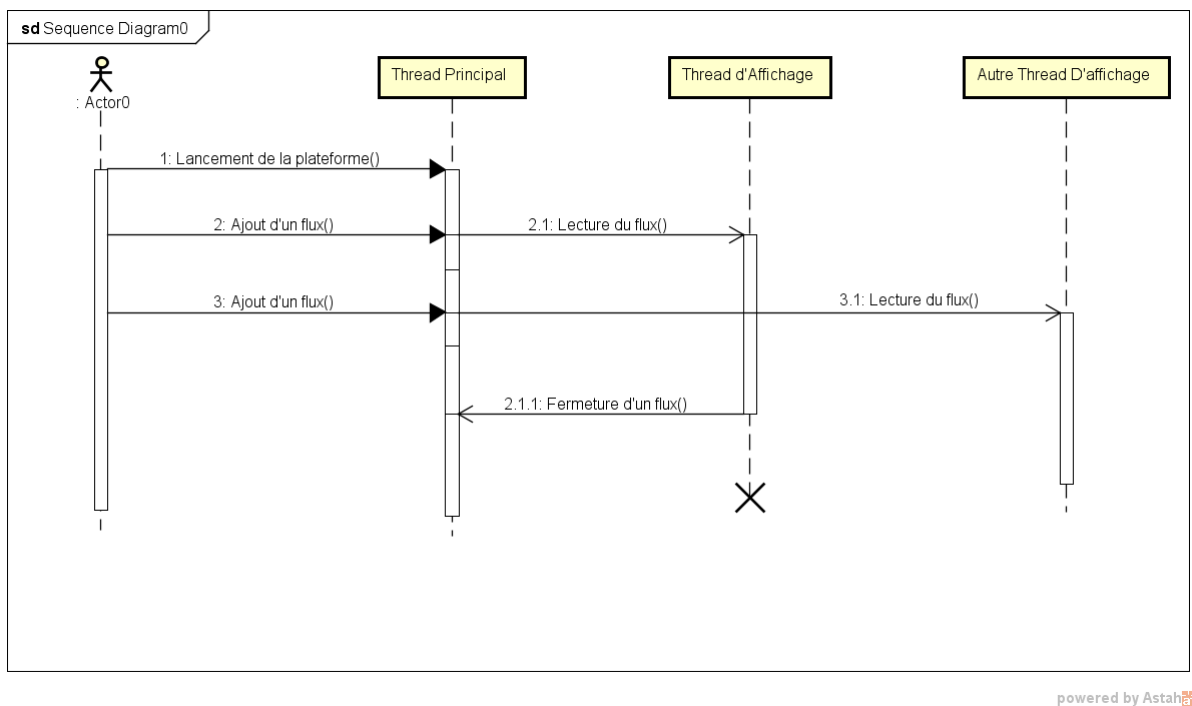 sd Sequence Diagram0
: Actor0
Thread Principal
Thread d'Affichage
Autre Thread D'affichage
1: Lancement de la plateforme()
2: Ajout d'un flux()
2.1: Lecture du flux()
3: Ajout d'un flux()
3.1: Lecture du flux()
2.1.1: Fermeture d'un flux()
powered by Astah